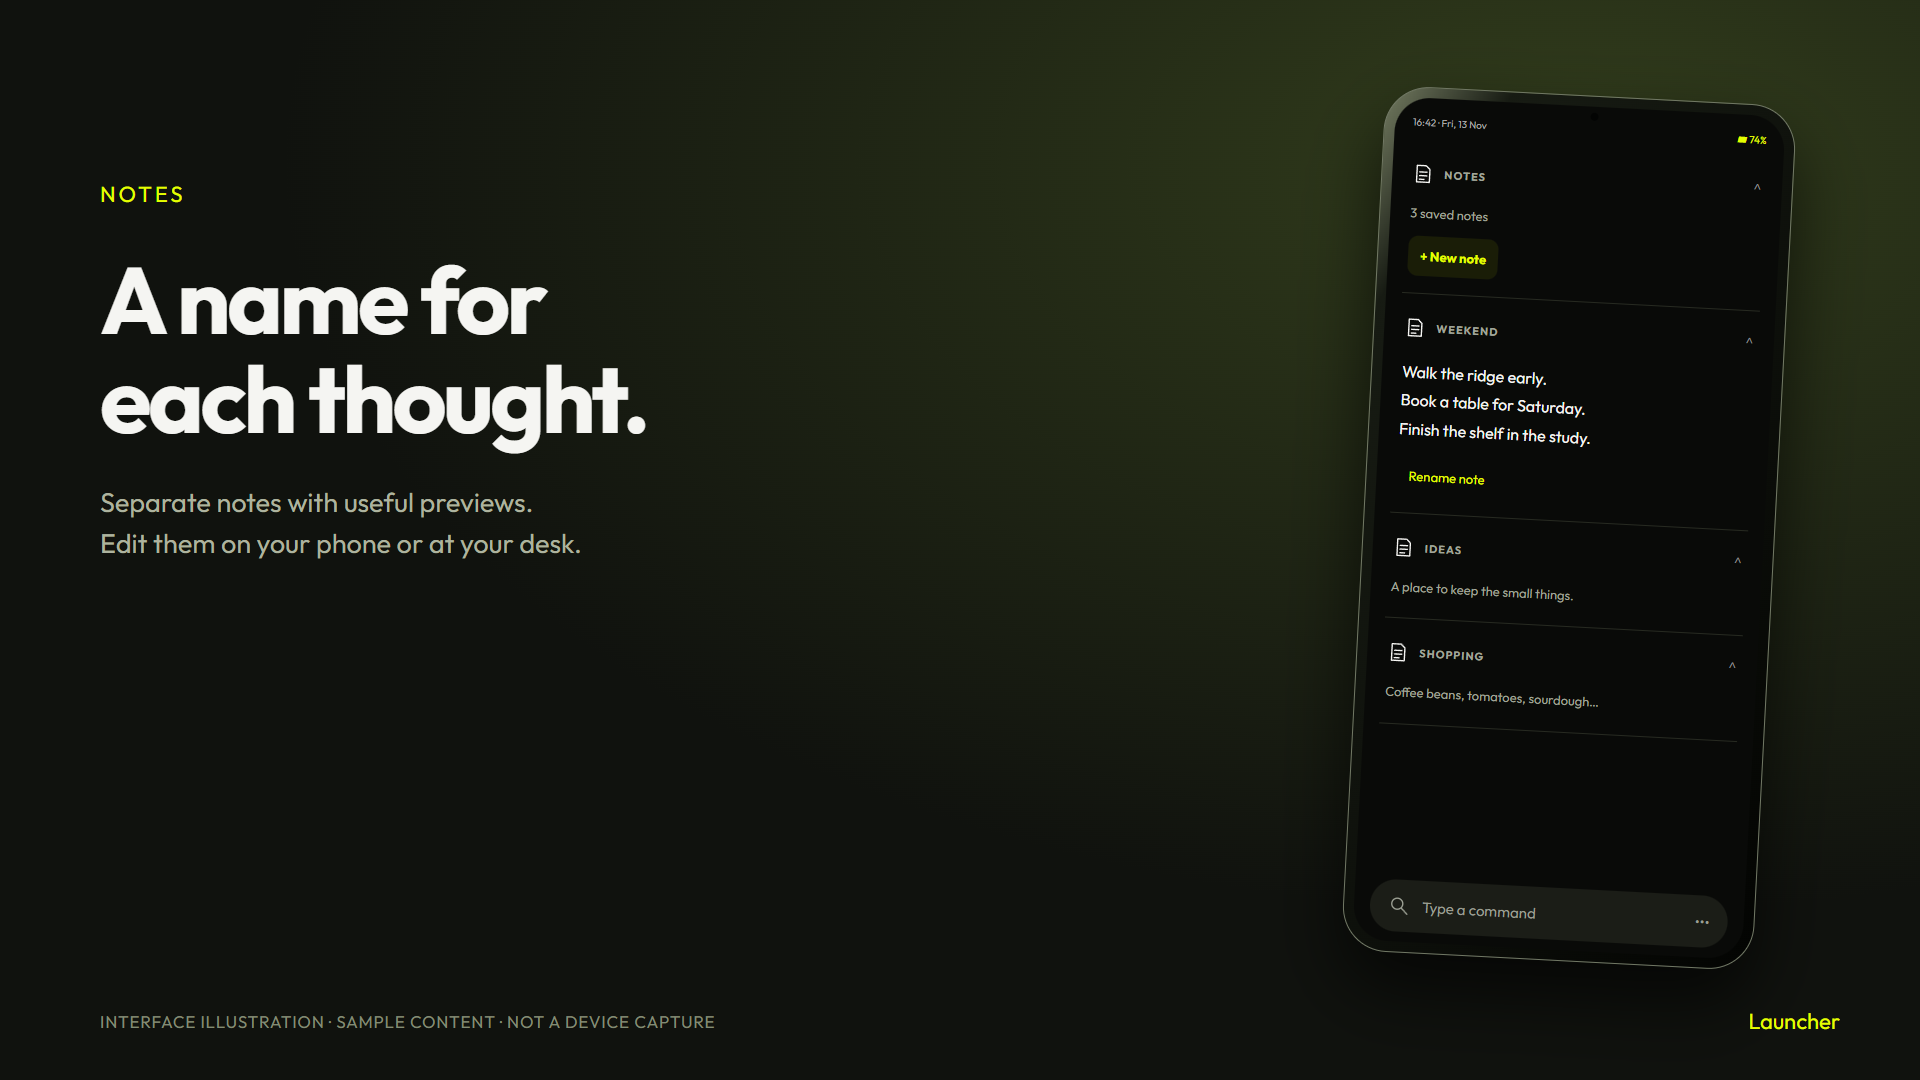 NOTES
A name for
each thought.
Separate notes with useful previews.
Edit them on your phone or at your desk.
16:42 · Fri, 13 Nov
74%
NOTES
3 saved notes
+ New note
WEEKEND
Walk the ridge early.
Book a table for Saturday.
Finish the shelf in the study.
Rename note
IDEAS
A place to keep the small things.
SHOPPING
Coffee beans, tomatoes, sourdough...
Type a command
INTERFACE ILLUSTRATION · SAMPLE CONTENT · NOT A DEVICE CAPTURE
Launcher